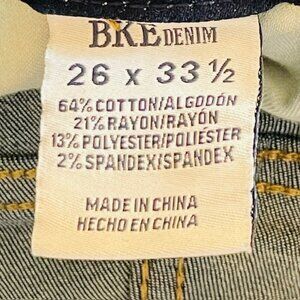 BKE DENIM
26 x 33 ½
64% COTTON/ALGODÓN
21% RAYON/RAYÓN
13% POLYESTER/POLIÉSTER
2% SPANDEX/SPANDEX
MADE IN CHINA
HECHO EN CHINA